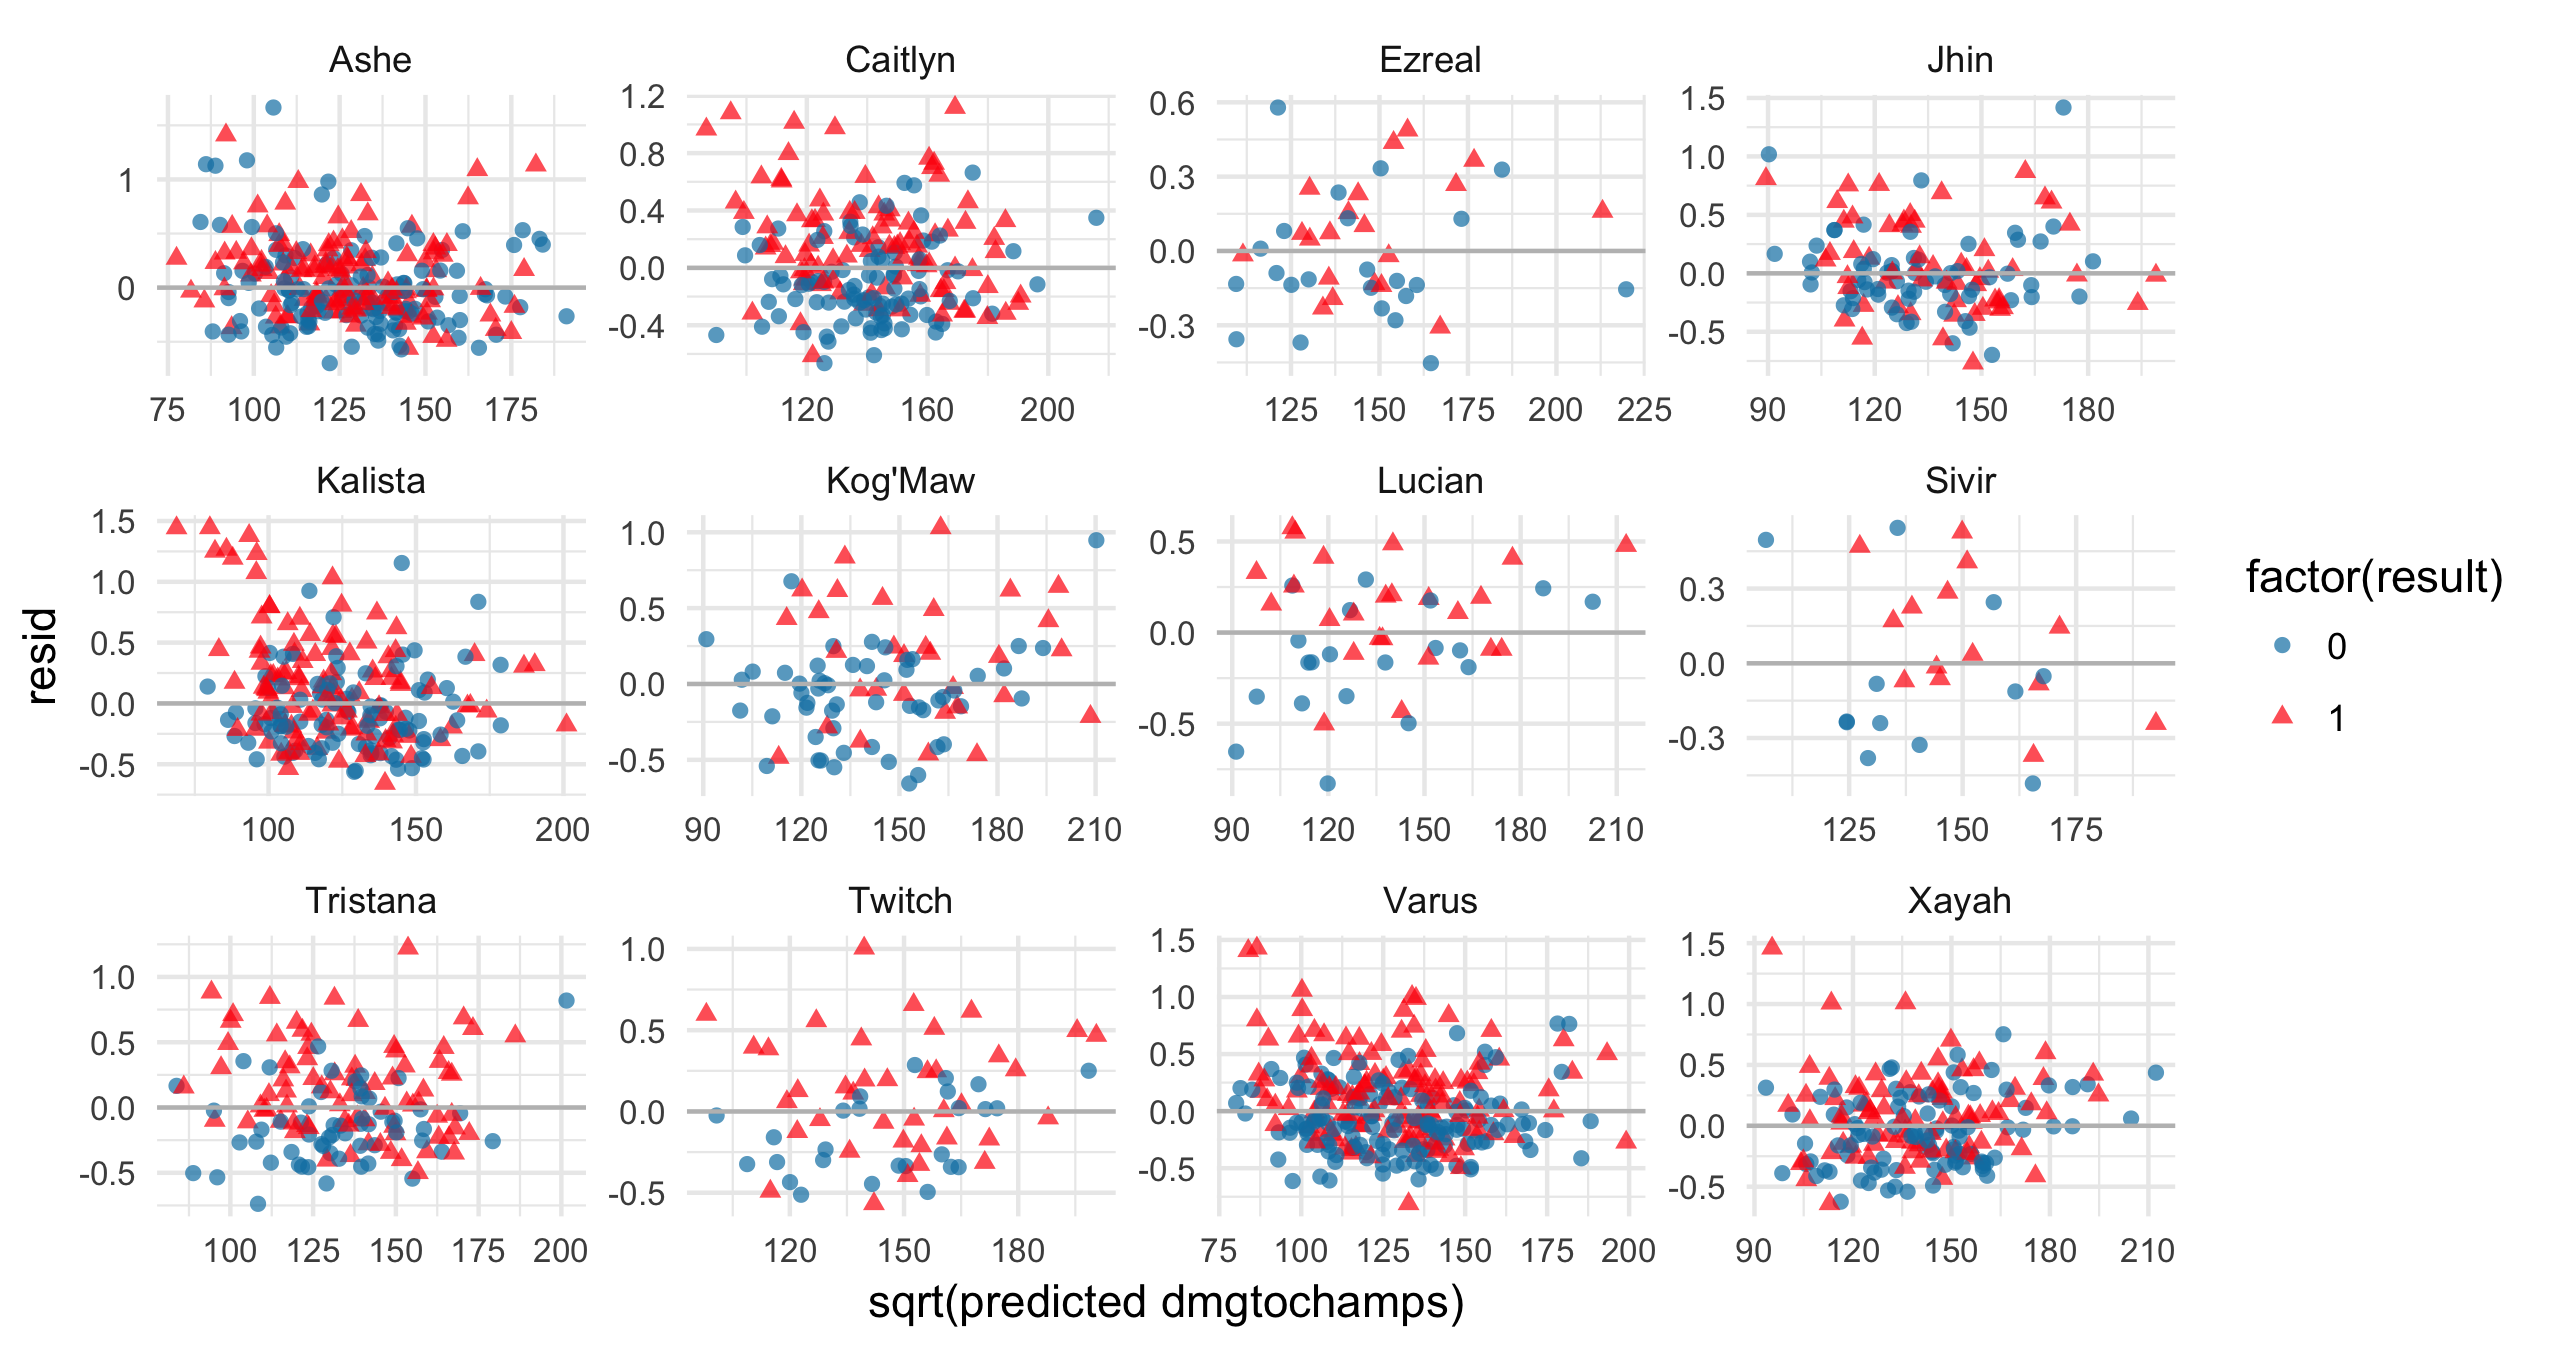 Ashe
Caitlyn
Ezreal
Jhin
1
0
75 100 125 150 175
1.2
0.8
0.4
0.0
-0.4
120 160 200
0.6
0.3
0.0
-0.3
125 150 175 200 225
1.5
1.0
0.5
0.0
-0.5
90 120 150 180
Kalista
Kog'Maw
Lucian
Sivir
1.5
1.0
0.5
0.0
-0.5
100 150 200
1.0
0.5
0.0
-0.5
90 120 150 180 210
0.5
0.0
-0.5
90 120 150 180 210
0.3
0.0
-0.3
125 150 175
Tristana
Twitch
Varus
Xayah
1.0
0.5
0.0
-0.5
100 125 150 175 200
1.0
0.5
0.0
-0.5
120 150 180
1.5
1.0
0.5
0.0
-0.5
75 100 125 150 175 200
1.5
1.0
0.5
0.0
-0.5
90 120 150 180 210
resid
sqrt(predicted dmgtochamps)
factor(result)
0
1